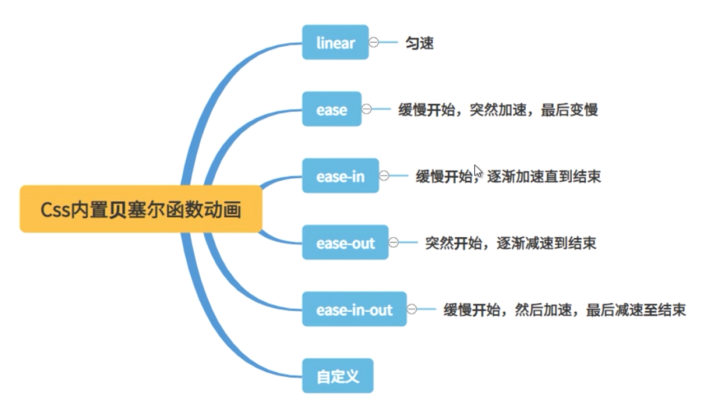 linear
匀速
ease
缓慢开始，突然加速，最后变慢
ease-in
缓慢开始，逐渐加速直到结束
Css内置贝塞尔函数动画
ease-out
突然开始，逐渐减速到结束
ease-in-out
缓慢开始，然后加速，最后减速至结束
自定义